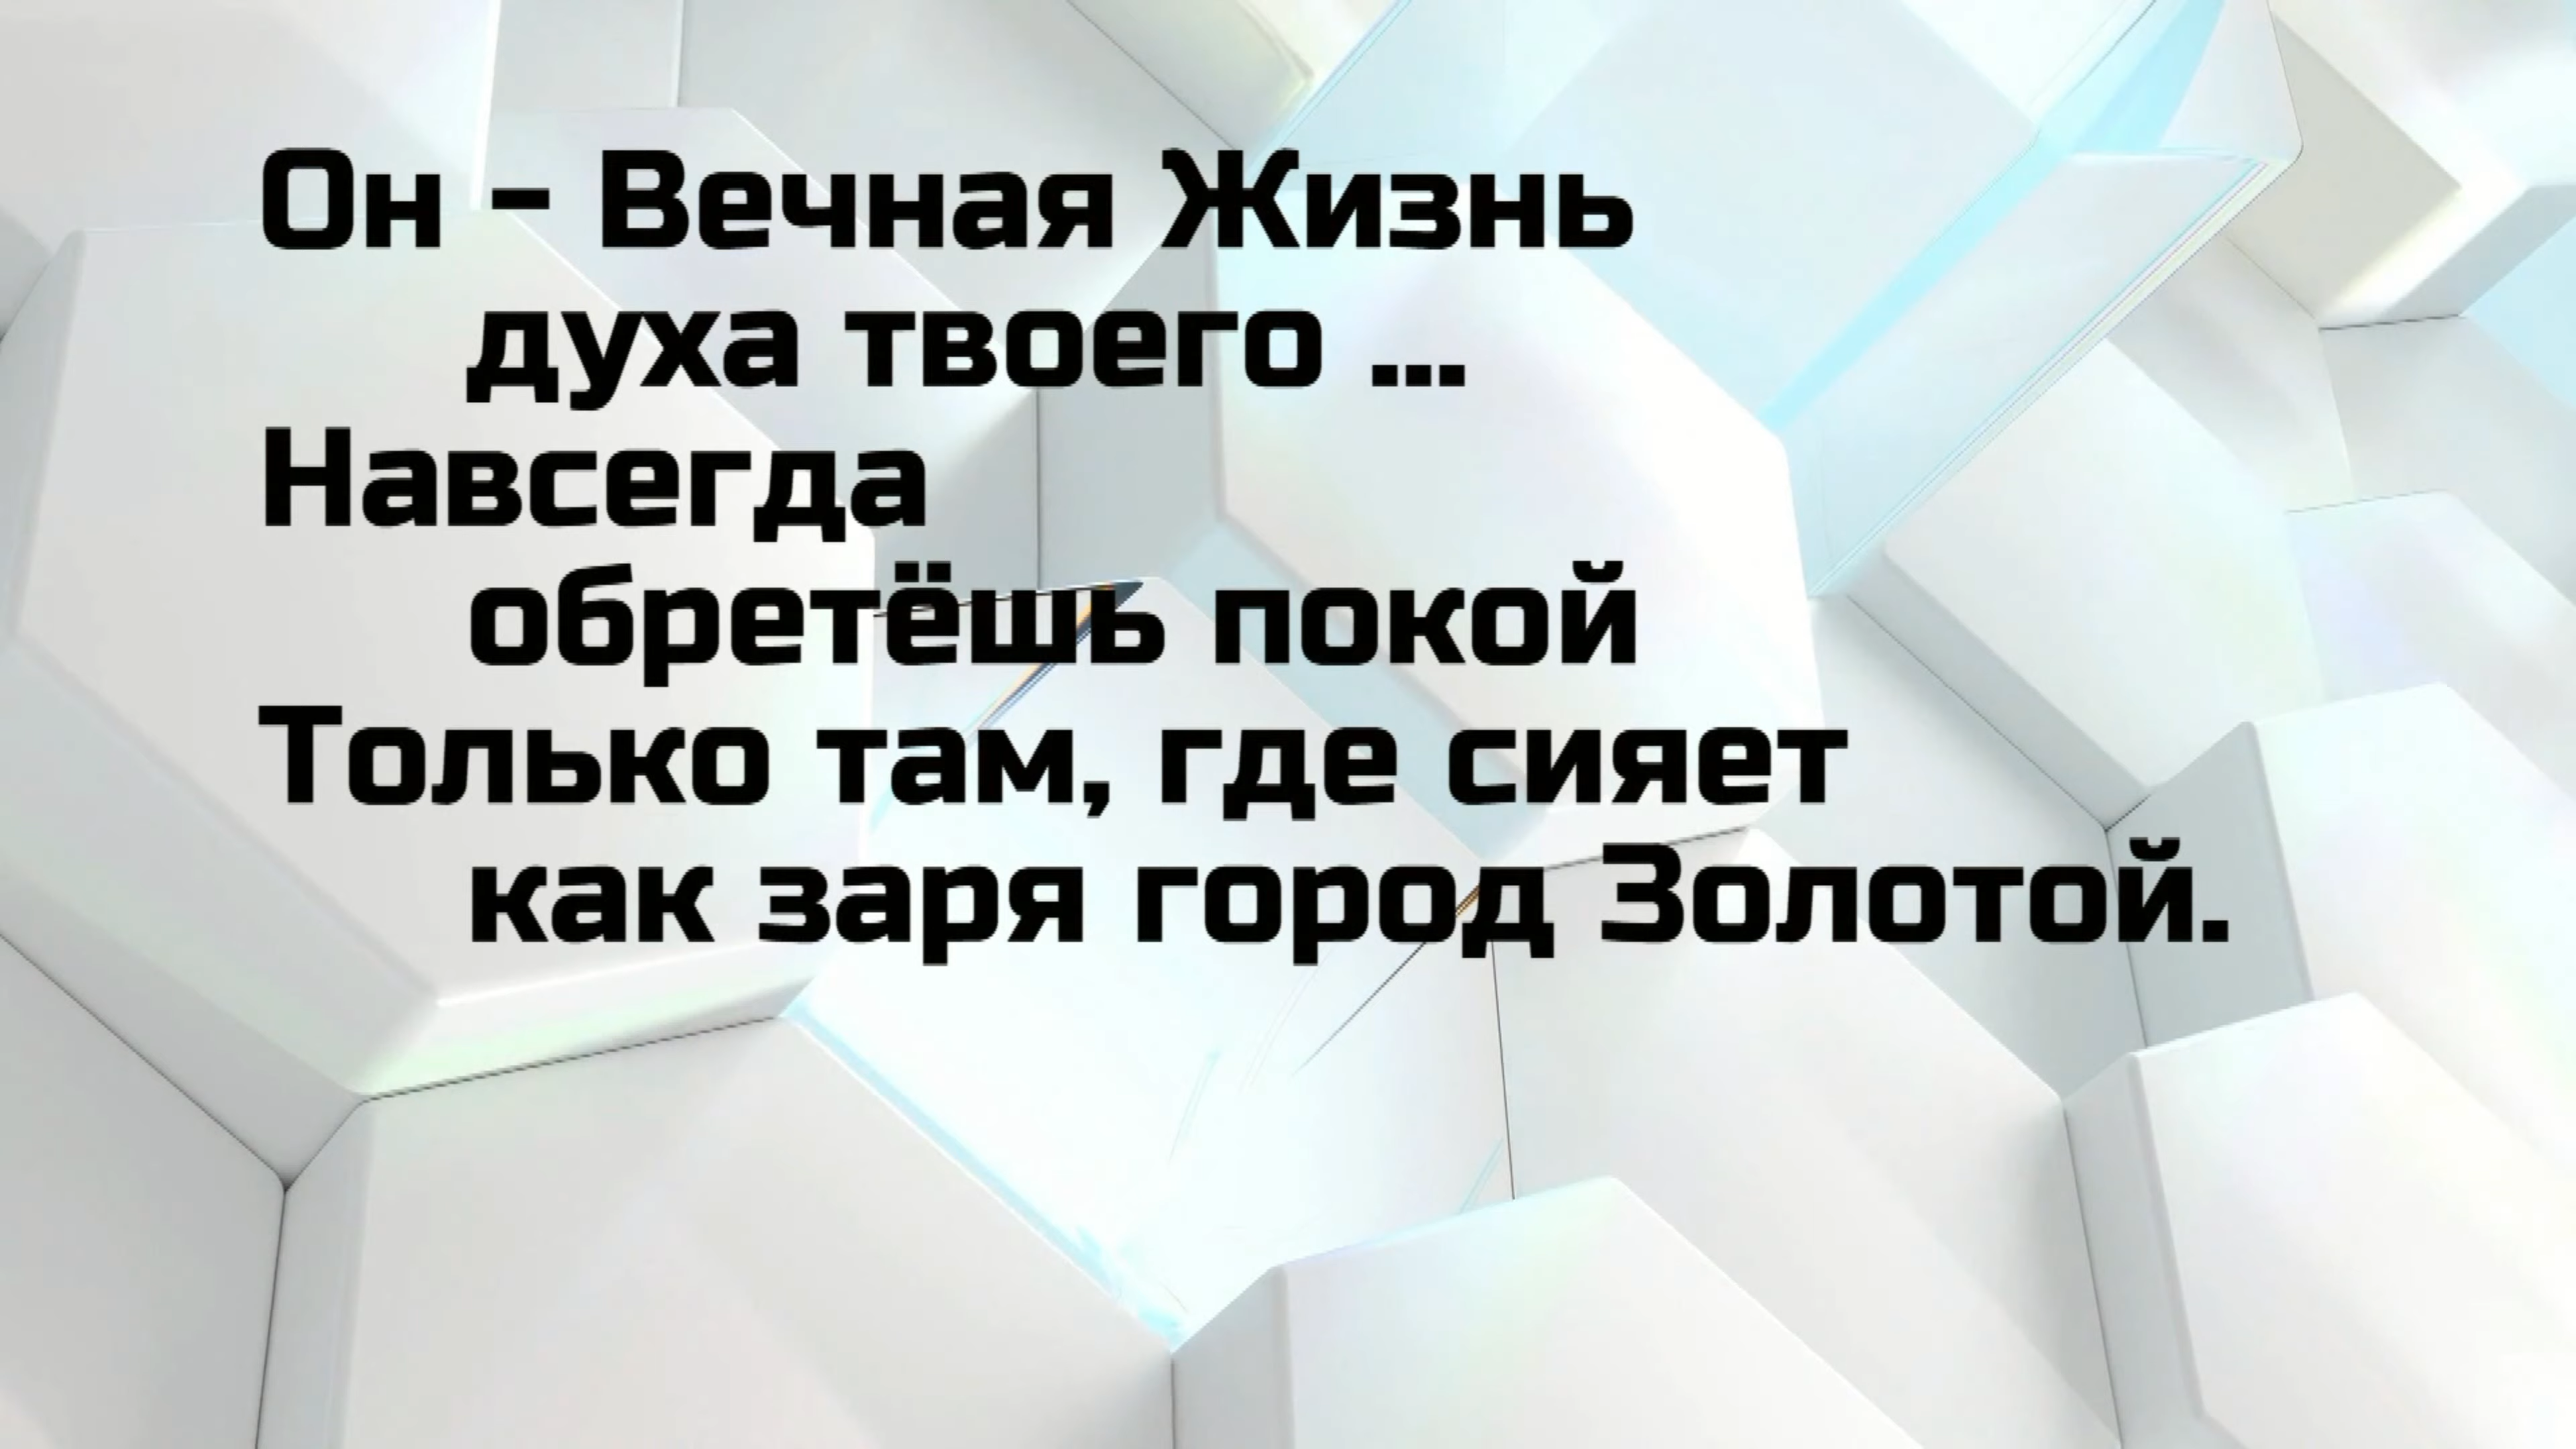 Он - Вечная Жизнь
духа твоего ...
Навсегда
обретёшь покой
Только там, где сияет
как заря город Золотой.